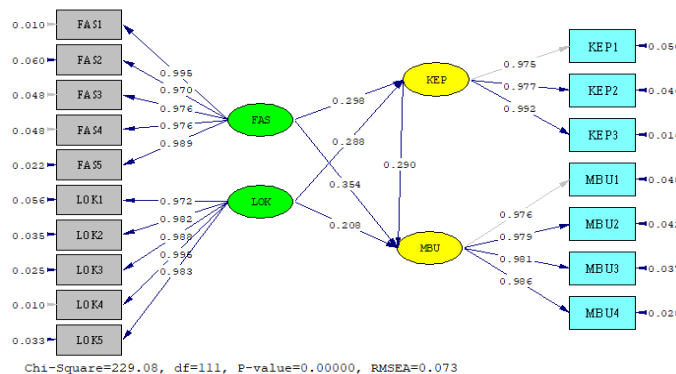 0.010 FAS1
0.060 FAS2
0.048 FAS3
0.048 FAS4
0.022 FAS5
0.056 LOK1
0.035 LOK2
0.025 LOK3
0.010 LOK4
0.033 LOK5
0.995
0.970
0.976
0.976
0.989
0.972
0.982
0.988
0.995
0.983
FAS
LOK
0.298
0.288
0.354
0.208
0.290
KEP
MBU
0.975
0.977
0.992
0.976
0.979
0.981
0.986
KEP1
KEP2
KEP3
MBU1
MBU2
MBU3
MBU4
Chi-Square=229.08, df=111, P-value=0.00000, RMSEA=0.073